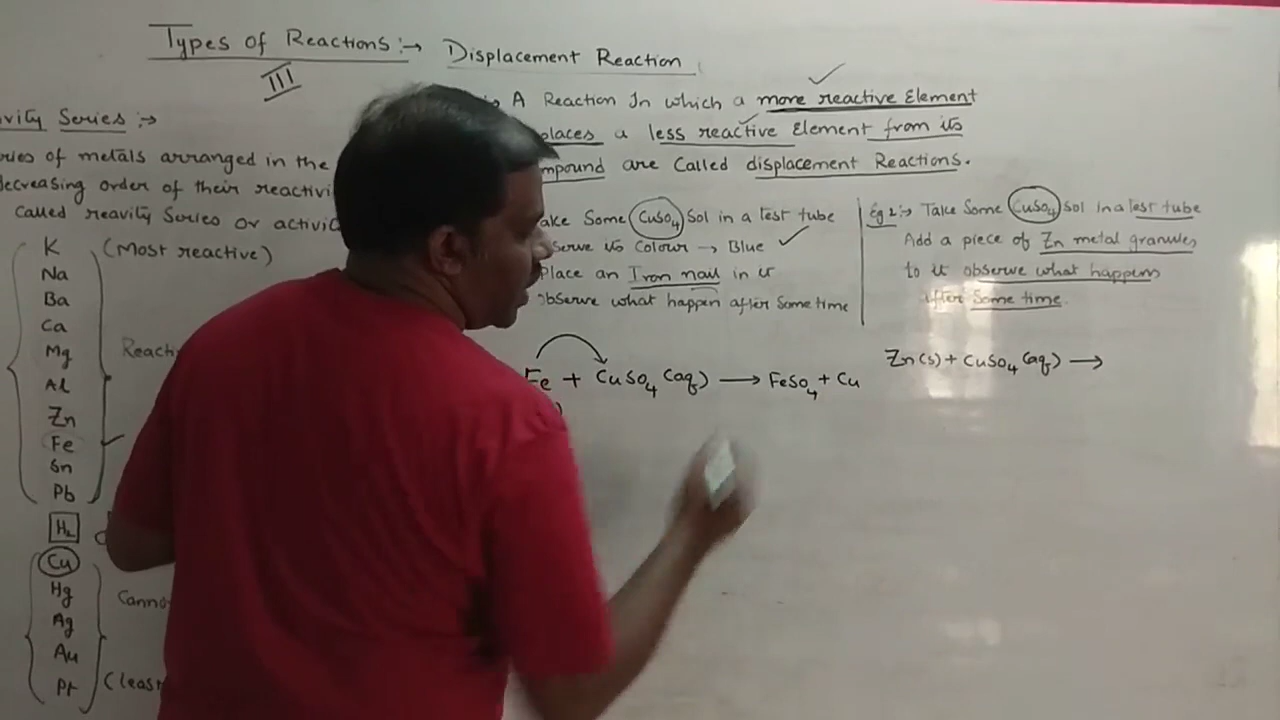 Types of Reactions:→ Displacement Reaction
III
A Reaction In which a more reactive Element
places a less reactive Element from its
mpound are Called displacement Reactions.
vity Series :→
ries of metals arranged in the
decreasing order of their reactivi
called reavity Series or activi
K (Most reactive)
Na
Ba
Ca
Mg Reacti
Al
Zn
Fe
Sn
Pb
H₂
Cu
Hg Canno
Ag
Au
Pt (leas
ake Some CuSO₄ Sol in a test tube
serve its Colour → Blue ✓
Place an Iron nail in it
observe what happen after Sometime
Fe + CuSO₄ (aq) → FeSO₄ + Cu
Eg 2:→ Take Some CuSO₄ Sol in a test tube
Add a piece of Zn metal granules
to it observe what happens
after Some time.
Zn(s) + CuSO₄ (aq) →